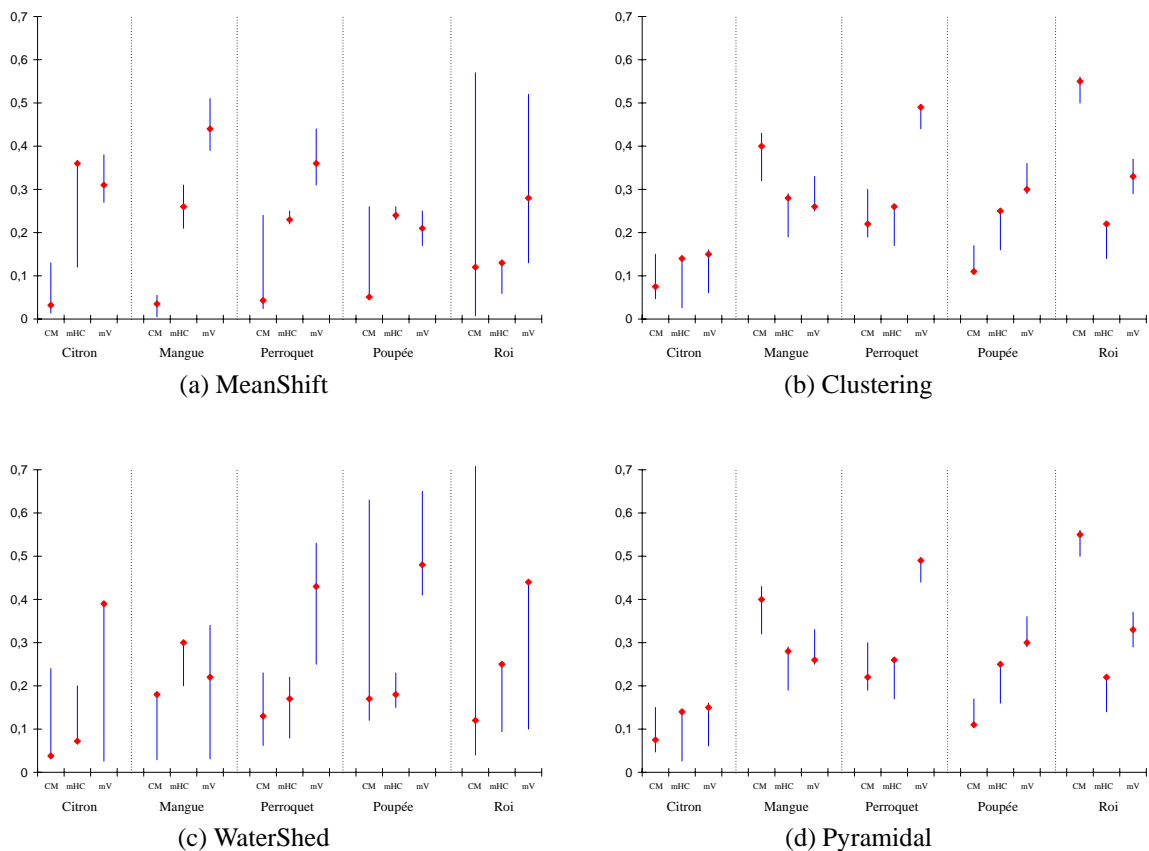 0,7
0,6
0,5
0,4
0,3
0,2
0,1
0
CM mHC mV CM mHC mV CM mHC mV CM mHC mV CM mHC mV
Citron Mangue Perroquet Poupée Roi
(a) MeanShift
0,7
0,6
0,5
0,4
0,3
0,2
0,1
0
CM mHC mV CM mHC mV CM mHC mV CM mHC mV CM mHC mV
Citron Mangue Perroquet Poupée Roi
(b) Clustering
0,7
0,6
0,5
0,4
0,3
0,2
0,1
0
CM mHC mV CM mHC mV CM mHC mV CM mHC mV CM mHC mV
Citron Mangue Perroquet Poupée Roi
(c) WaterShed
0,7
0,6
0,5
0,4
0,3
0,2
0,1
0
CM mHC mV CM mHC mV CM mHC mV CM mHC mV CM mHC mV
Citron Mangue Perroquet Poupée Roi
(d) Pyramidal